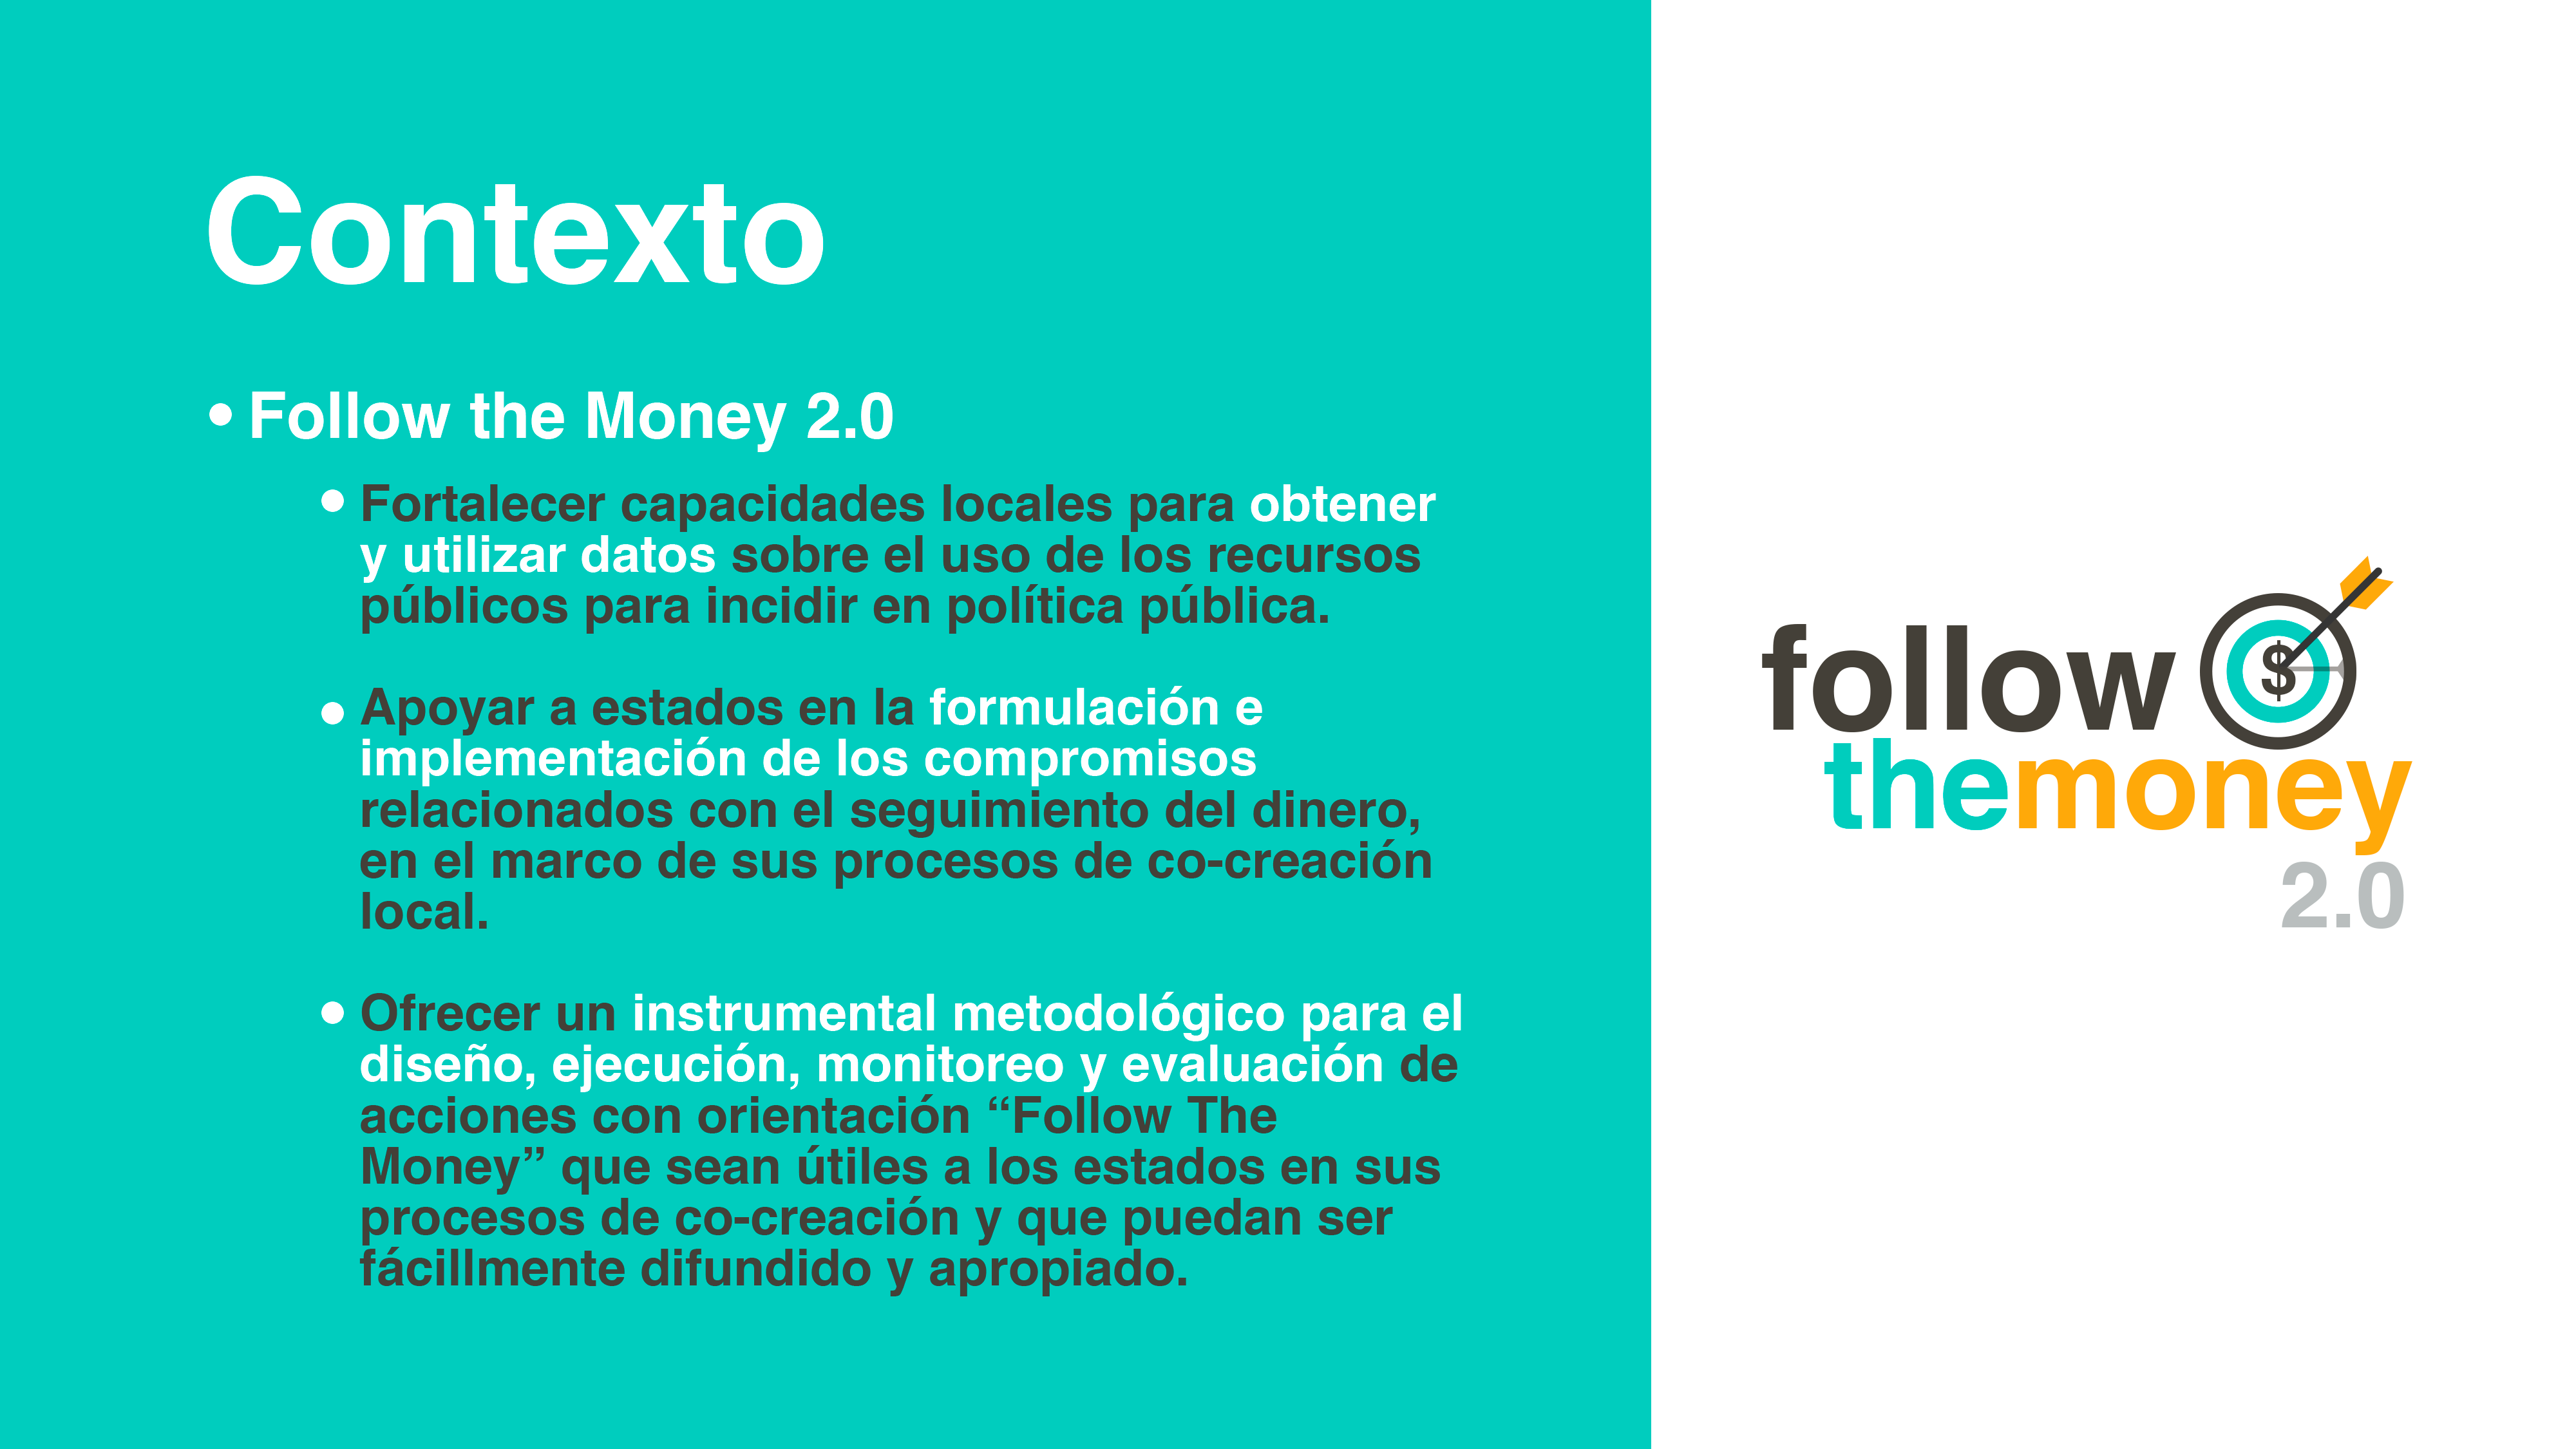 Contexto
• Follow the Money 2.0
• Fortalecer capacidades locales para obtener
y utilizar datos sobre el uso de los recursos
públicos para incidir en política pública.
• Apoyar a estados en la formulación e
implementación de los compromisos
relacionados con el seguimiento del dinero,
en el marco de sus procesos de co-creación
local.
• Ofrecer un instrumental metodológico para el
diseño, ejecución, monitoreo y evaluación de
acciones con orientación “Follow The
Money” que sean útiles a los estados en sus
procesos de co-creación y que puedan ser
fácillmente difundido y apropiado.
follow
$
themoney
2.0